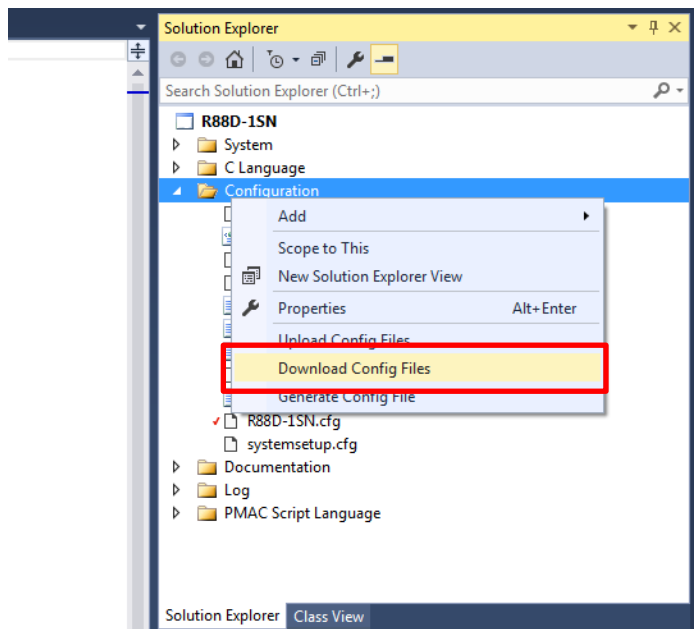 Solution Explorer
Search Solution Explorer (Ctrl+;)
R88D-1SN
System
C Language
Configuration
Add
Scope to This
New Solution Explorer View
Properties Alt+Enter
Upload Config Files
Download Config Files
Generate Config File
R88D-1SN.cfg
systemsetup.cfg
Documentation
Log
PMAC Script Language
Solution Explorer Class View